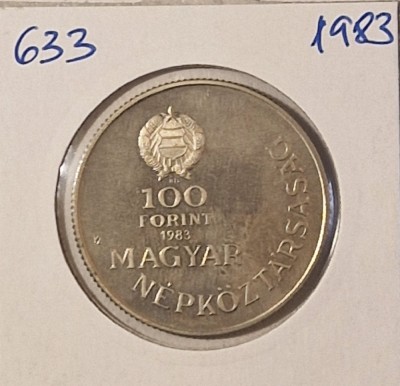 633
1983
100
FORINT
1983
MAGYAR
NÉPKÖZTÁRSASÁG